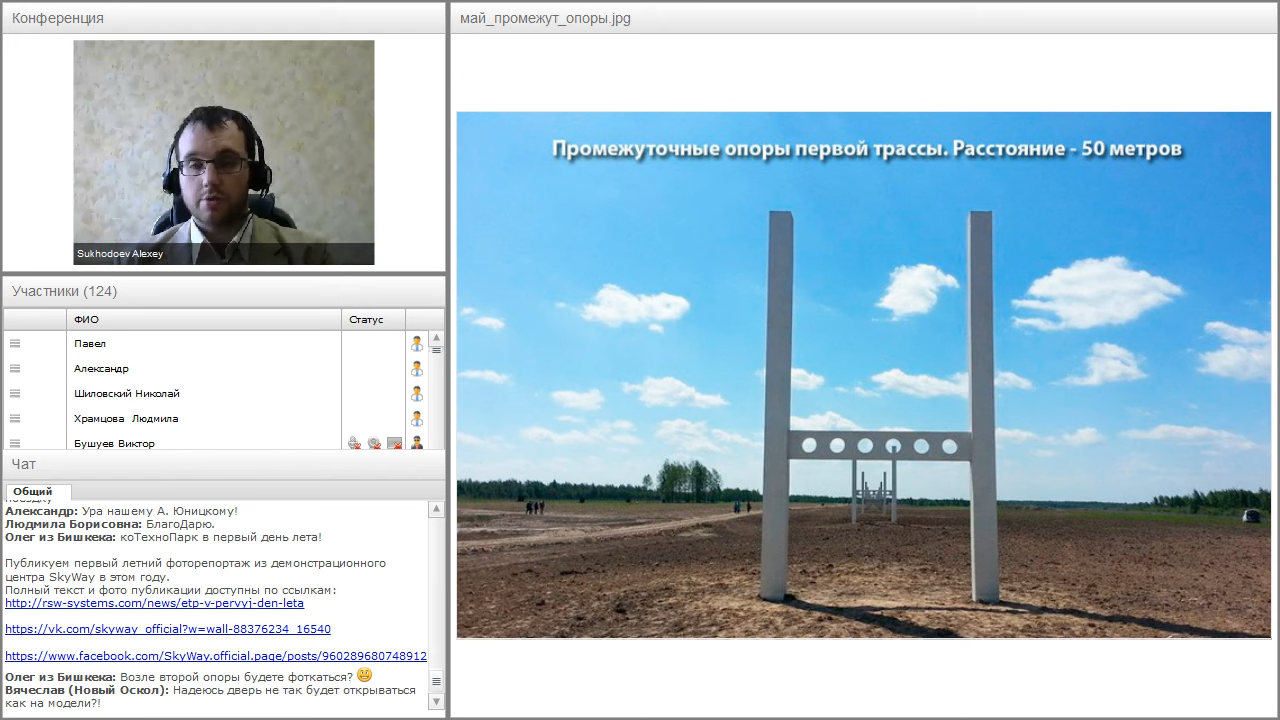 Конференция
Sukhodoev Alexey
Участники (124)
ФИО
Статус
Павел
Александр
Шиловский Николай
Храмцова Людмила
Бушуев Виктор
Чат
Общий
Александр: Ура нашему А. Юницкому!
Людмила Борисовна: БлагоДарю.
Олег из Бишкека: коТехноПарк в первый день лета!
Публикуем первый летний фоторепортаж из демонстрационного
центра SkyWay в этом году.
Полный текст и фото публикации доступны по ссылкам:
http://rsw-systems.com/news/etp-v-pervyj-den-leta
https://vk.com/skyway_official?w=wall-88376234_16540
https://www.facebook.com/SkyWay.official.page/posts/960289680748912
Олег из Бишкека: Возле второй опоры будете фоткаться?
Вячеслав (Новый Оскол): Надеюсь дверь не так будет открываться
как на модели?!
май_промежут_опоры.jpg
Промежуточные опоры первой трассы. Расстояние - 50 метров